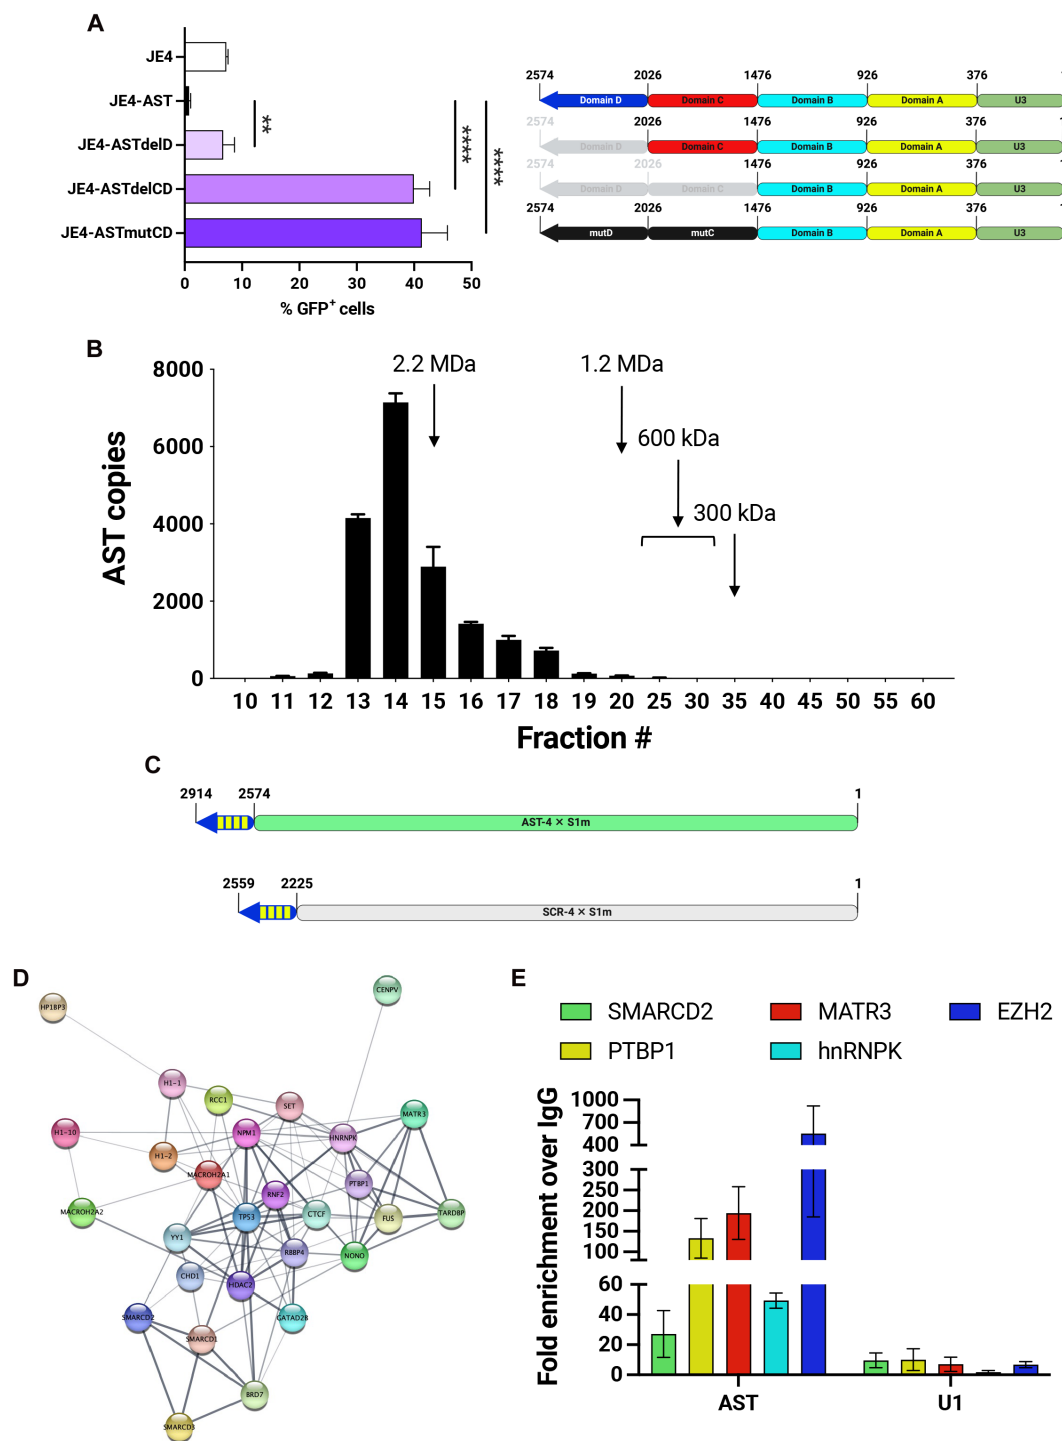 A
JE4
JE4-AST
JE4-ASTdelD
JE4-ASTdelCD
JE4-ASTmutCD
**
****
****
0 10 20 30 40 50
% GFP+ cells
2574 2026 1476 926 376 1
Domain D Domain C Domain B Domain A U3
2574 2026 1476 926 376 1
Domain D Domain C Domain B Domain A U3
2574 2026 1476 926 376 1
Domain D Domain C Domain B Domain A U3
2574 2026 1476 926 376 1
mutD mutC Domain B Domain A U3
B
AST copies
8000
6000
4000
2000
0
2.2 MDa
1.2 MDa
600 kDa
300 kDa
10 11 12 13 14 15 16 17 18 19 20 25 30 35 40 45 50 55 60
Fraction #
C
2914 2574 1
AST-4 × S1m
2559 2225 1
SCR-4 × S1m
D
CENPV
HP1BP3
H1-1
RCC1
SET
MATR3
H1-10
NPM1
HNRNPK
H1-2
MACROH2A1
PTBP1
RNF2
MACROH2A2
TP53
CTCF
FUS
TARDBP
YY1
RBBP4
NONO
CHD1
HDAC2
SMARCD2
GATAD2B
SMARCD1
BRD7
SMARCD3
E
SMARCD2 MATR3 EZH2
PTBP1 hnRNPK
Fold enrichment over IgG
1000
700
400
300
250
200
150
100
60
40
20
0
AST U1